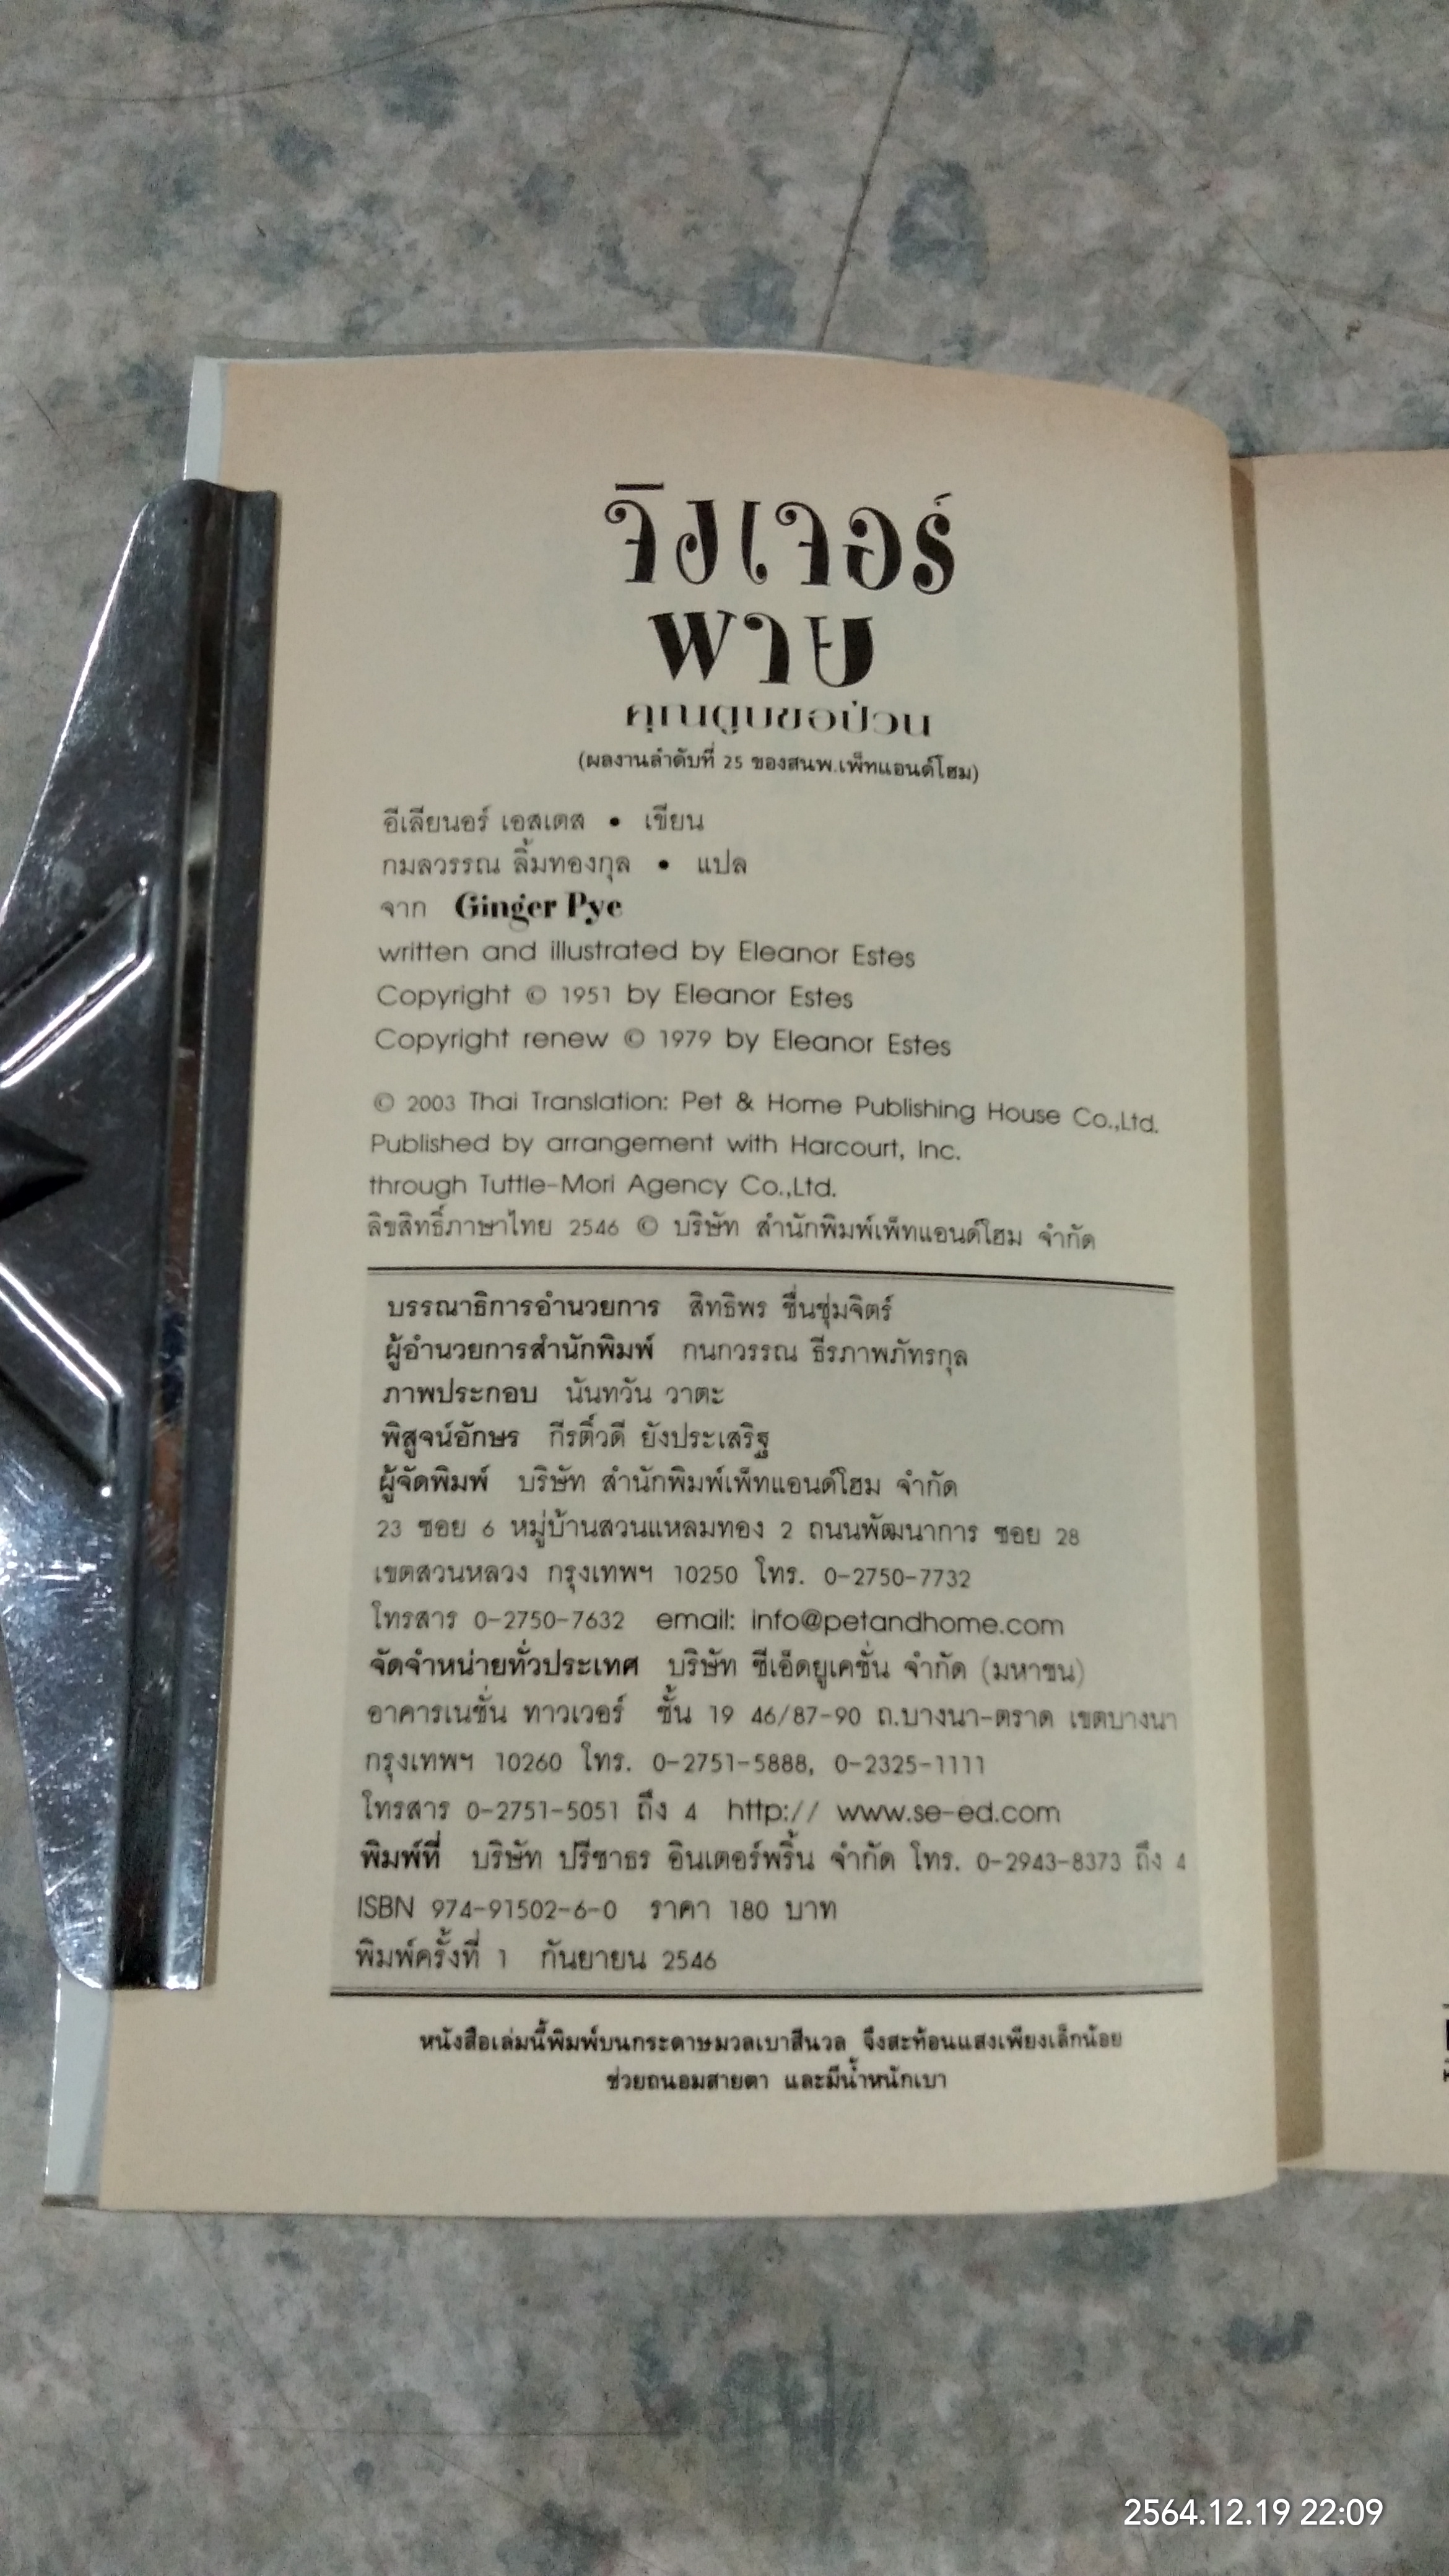 จิงเจอร์
พาย
คุณตูบขอป่วน
(ผลงานลำดับที่ 25 ของสนพ.เพ็ทแอนด์โฮม)
อีเลียนอร์ เอสเตส • เขียน
กมลวรรณ ลิ้มทองกุล • แปล
จาก Ginger Pye
written and illustrated by Eleanor Estes
Copyright © 1951 by Eleanor Estes
Copyright renew © 1979 by Eleanor Estes
© 2003 Thai Translation: Pet & Home Publishing House Co.,Ltd.
Published by arrangement with Harcourt, Inc.
through Tuttle-Mori Agency Co.,Ltd.
ลิขสิทธิ์ภาษาไทย 2546 © บริษัท สำนักพิมพ์เพ็ทแอนด์โฮม จำกัด
บรรณาธิการอำนวยการ สิทธิพร ชื่นชุ่มจิตร์
ผู้อำนวยการสำนักพิมพ์ กนกวรรณ ธีรภาพภัทรกุล
ภาพประกอบ นันทวัน วาตะ
พิสูจน์อักษร กีรติ์วดี ยังประเสริฐ
ผู้จัดพิมพ์ บริษัท สำนักพิมพ์เพ็ทแอนด์โฮม จำกัด
23 ซอย 6 หมู่บ้านสวนแหลมทอง 2 ถนนพัฒนาการ ซอย 28
เขตสวนหลวง กรุงเทพฯ 10250 โทร. 0-2750-7732
โทรสาร 0-2750-7632 email: info@petandhome.com
จัดจำหน่ายทั่วประเทศ บริษัท ซีเอ็ดยูเคชั่น จำกัด (มหาชน)
อาคารเนชั่น ทาวเวอร์ ชั้น 19 46/87-90 ถ.บางนา-ตราด เขตบางนา
กรุงเทพฯ 10260 โทร. 0-2751-5888, 0-2325-1111
โทรสาร 0-2751-5051 ถึง 4 http:// www.se-ed.com
พิมพ์ที่ บริษัท ปรีชาธร อินเตอร์พริ้น จำกัด โทร. 0-2943-8373 ถึง 4
ISBN 974-91502-6-0 ราคา 180 บาท
พิมพ์ครั้งที่ 1 กันยายน 2546
หนังสือเล่มนี้พิมพ์บนกระดาษมวลเบาสีนวล จึงสะท้อนแสงเพียงเล็กน้อย
ช่วยถนอมสายตา และมีน้ำหนักเบา
2564.12.19 22:09